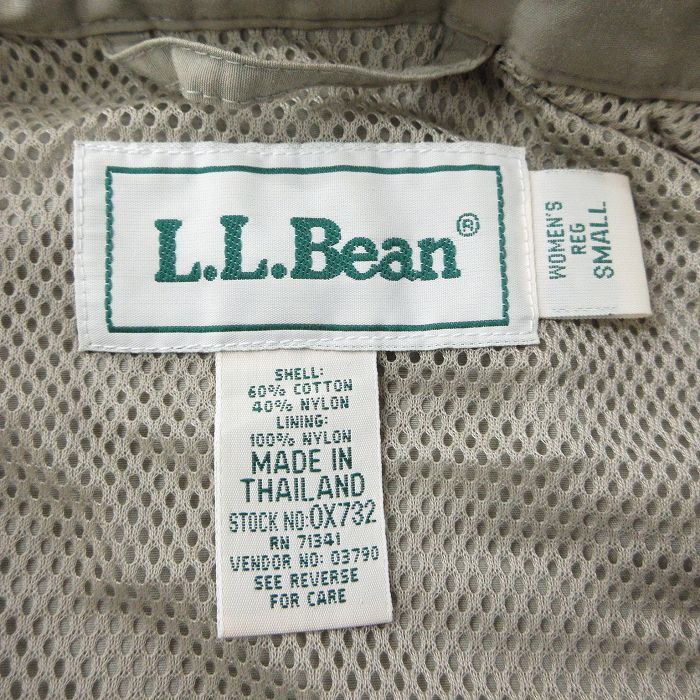 L.L.Bean®
WOMEN'S
REG
SMALL
SHELL:
60% COTTON
40% NYLON
LINING:
100% NYLON
MADE IN
THAILAND
STOCK NO:0X732
RN 71341
VENDOR NO: 03790
SEE REVERSE
FOR CARE